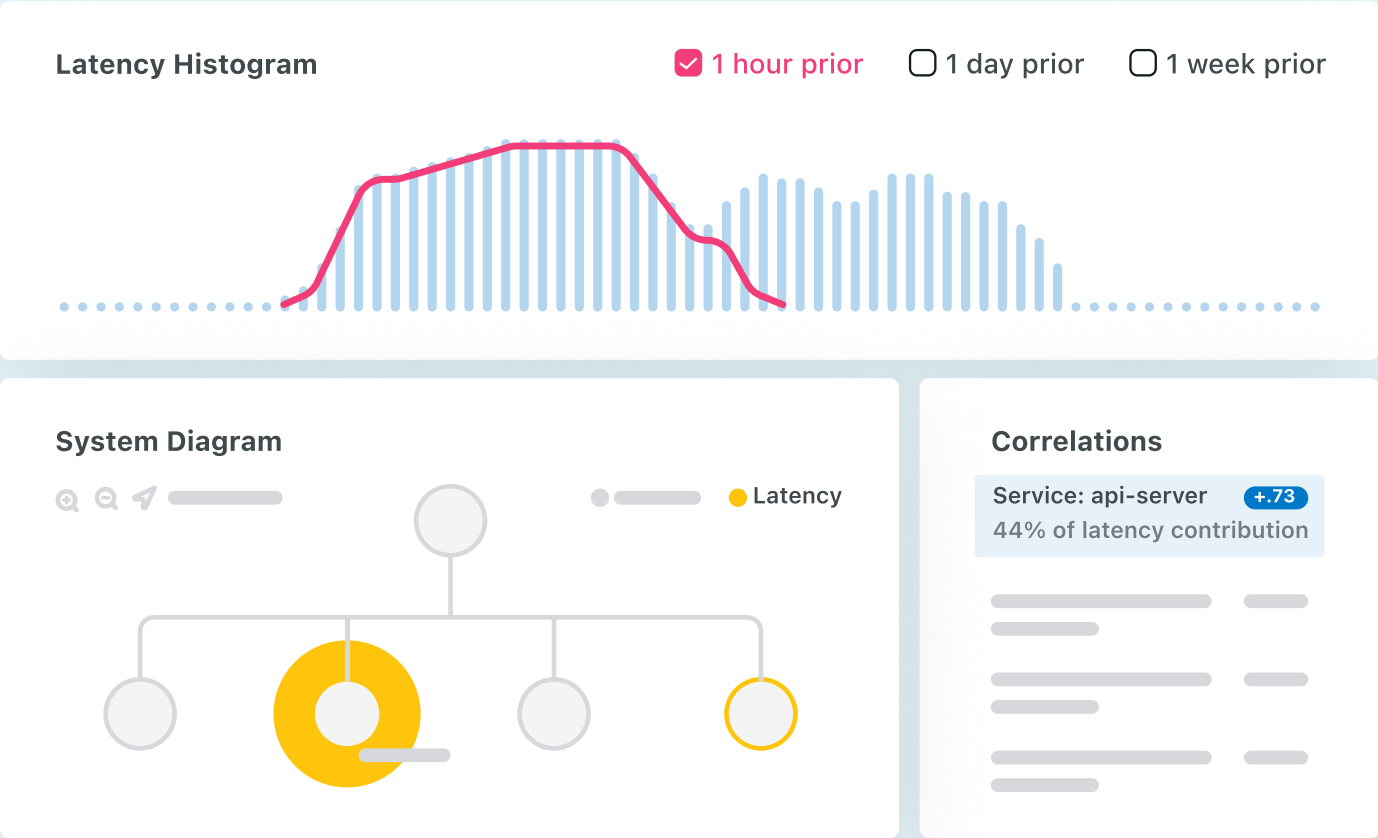 Latency Histogram
1 hour prior
1 day prior
1 week prior
System Diagram
Latency
Correlations
Service: api-server
+.73
44% of latency contribution